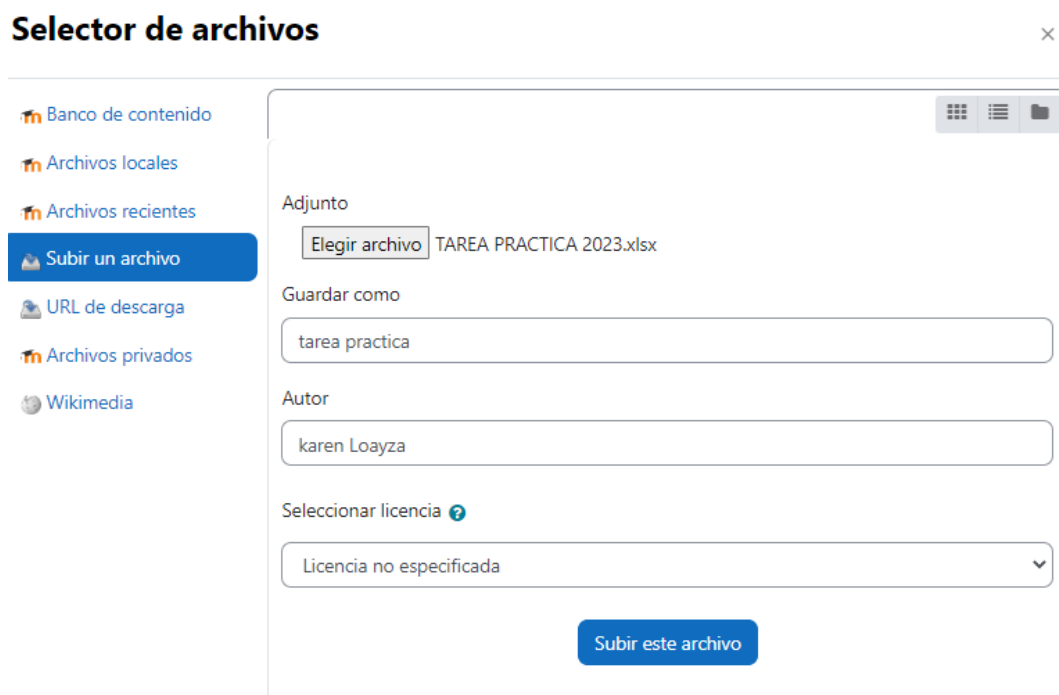 Selector de archivos
×
Banco de contenido
Archivos locales
Archivos recientes
Subir un archivo
URL de descarga
Archivos privados
Wikimedia
Adjunto
Elegir archivo TAREA PRACTICA 2023.xlsx
Guardar como
tarea practica
Autor
karen Loayza
Seleccionar licencia ?
Licencia no especificada
Subir este archivo